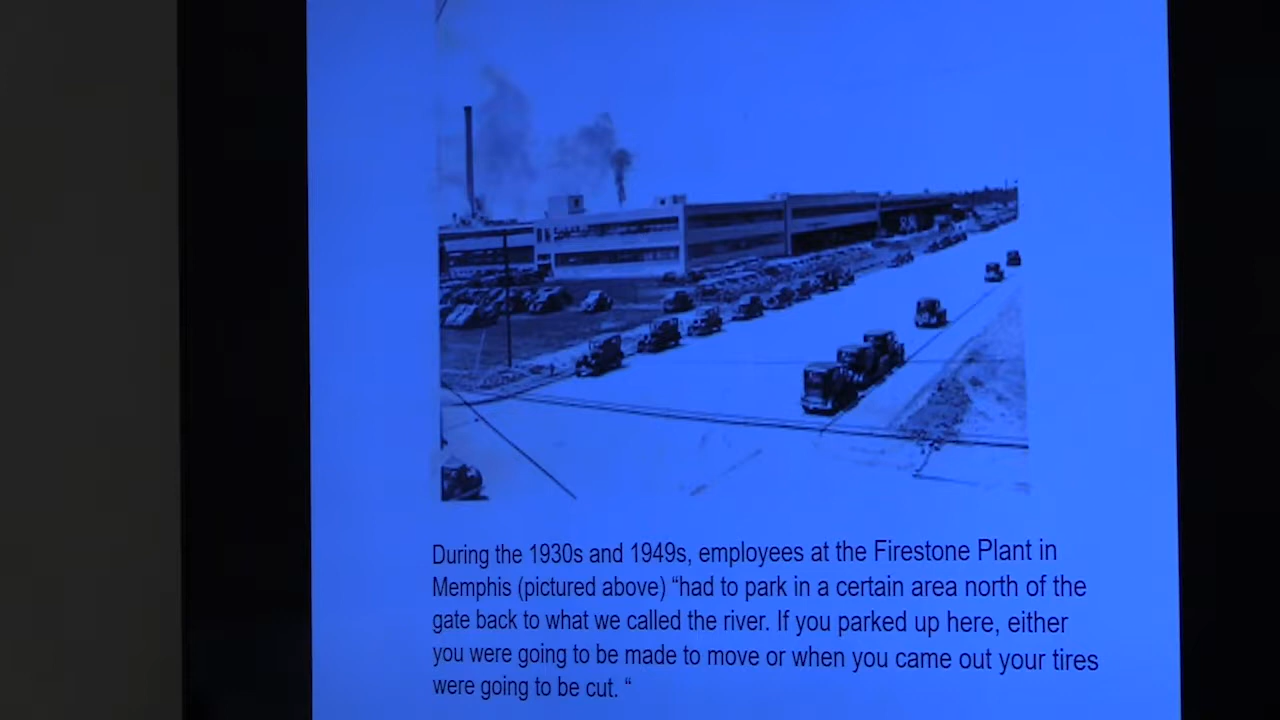 During the 1930s and 1949s, employees at the Firestone Plant in
Memphis (pictured above) “had to park in a certain area north of the
gate back to what we called the river. If you parked up here, either
you were going to be made to move or when you came out your tires
were going to be cut. “